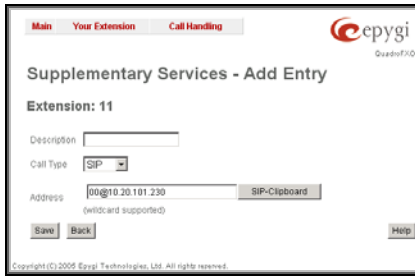 Main Your Extension Call Handling
epygi
QuadroFXO
Supplementary Services - Add Entry
Extension: 11
Description
Call Type SIP
Address 00@10.20.101.230 SIP-Clipboard
(wildcard supported)
Save Back Help
Copyright (C) 2005 Epygi Technologies, Ltd. All rights reserved.